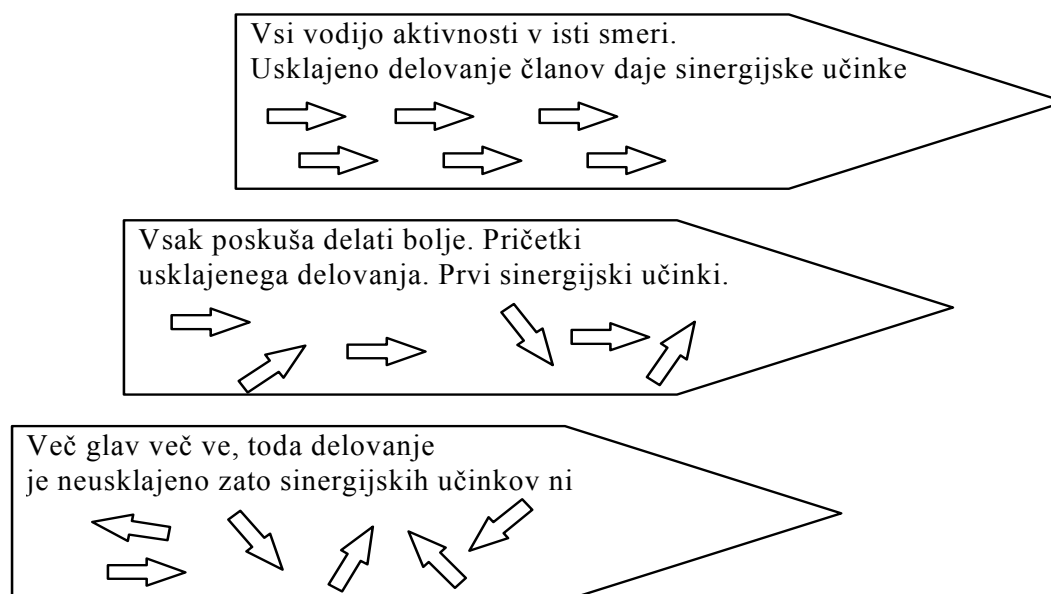 Vsi vodijo aktivnosti v isti smeri.
Usklajeno delovanje članov daje sinergijske učinke
Vsak poskuša delati bolje. Pričetki
usklajenega delovanja. Prvi sinergijski učinki.
Več glav več ve, toda delovanje
je neusklajeno zato sinergijskih učinkov ni